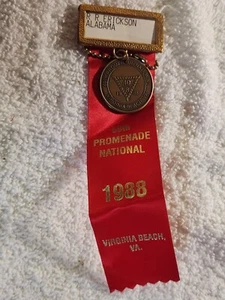 R R ERICKSON
ALABAMA
PROMENADE
NATIONAL
1988
VIRGINIA BEACH,
VA.